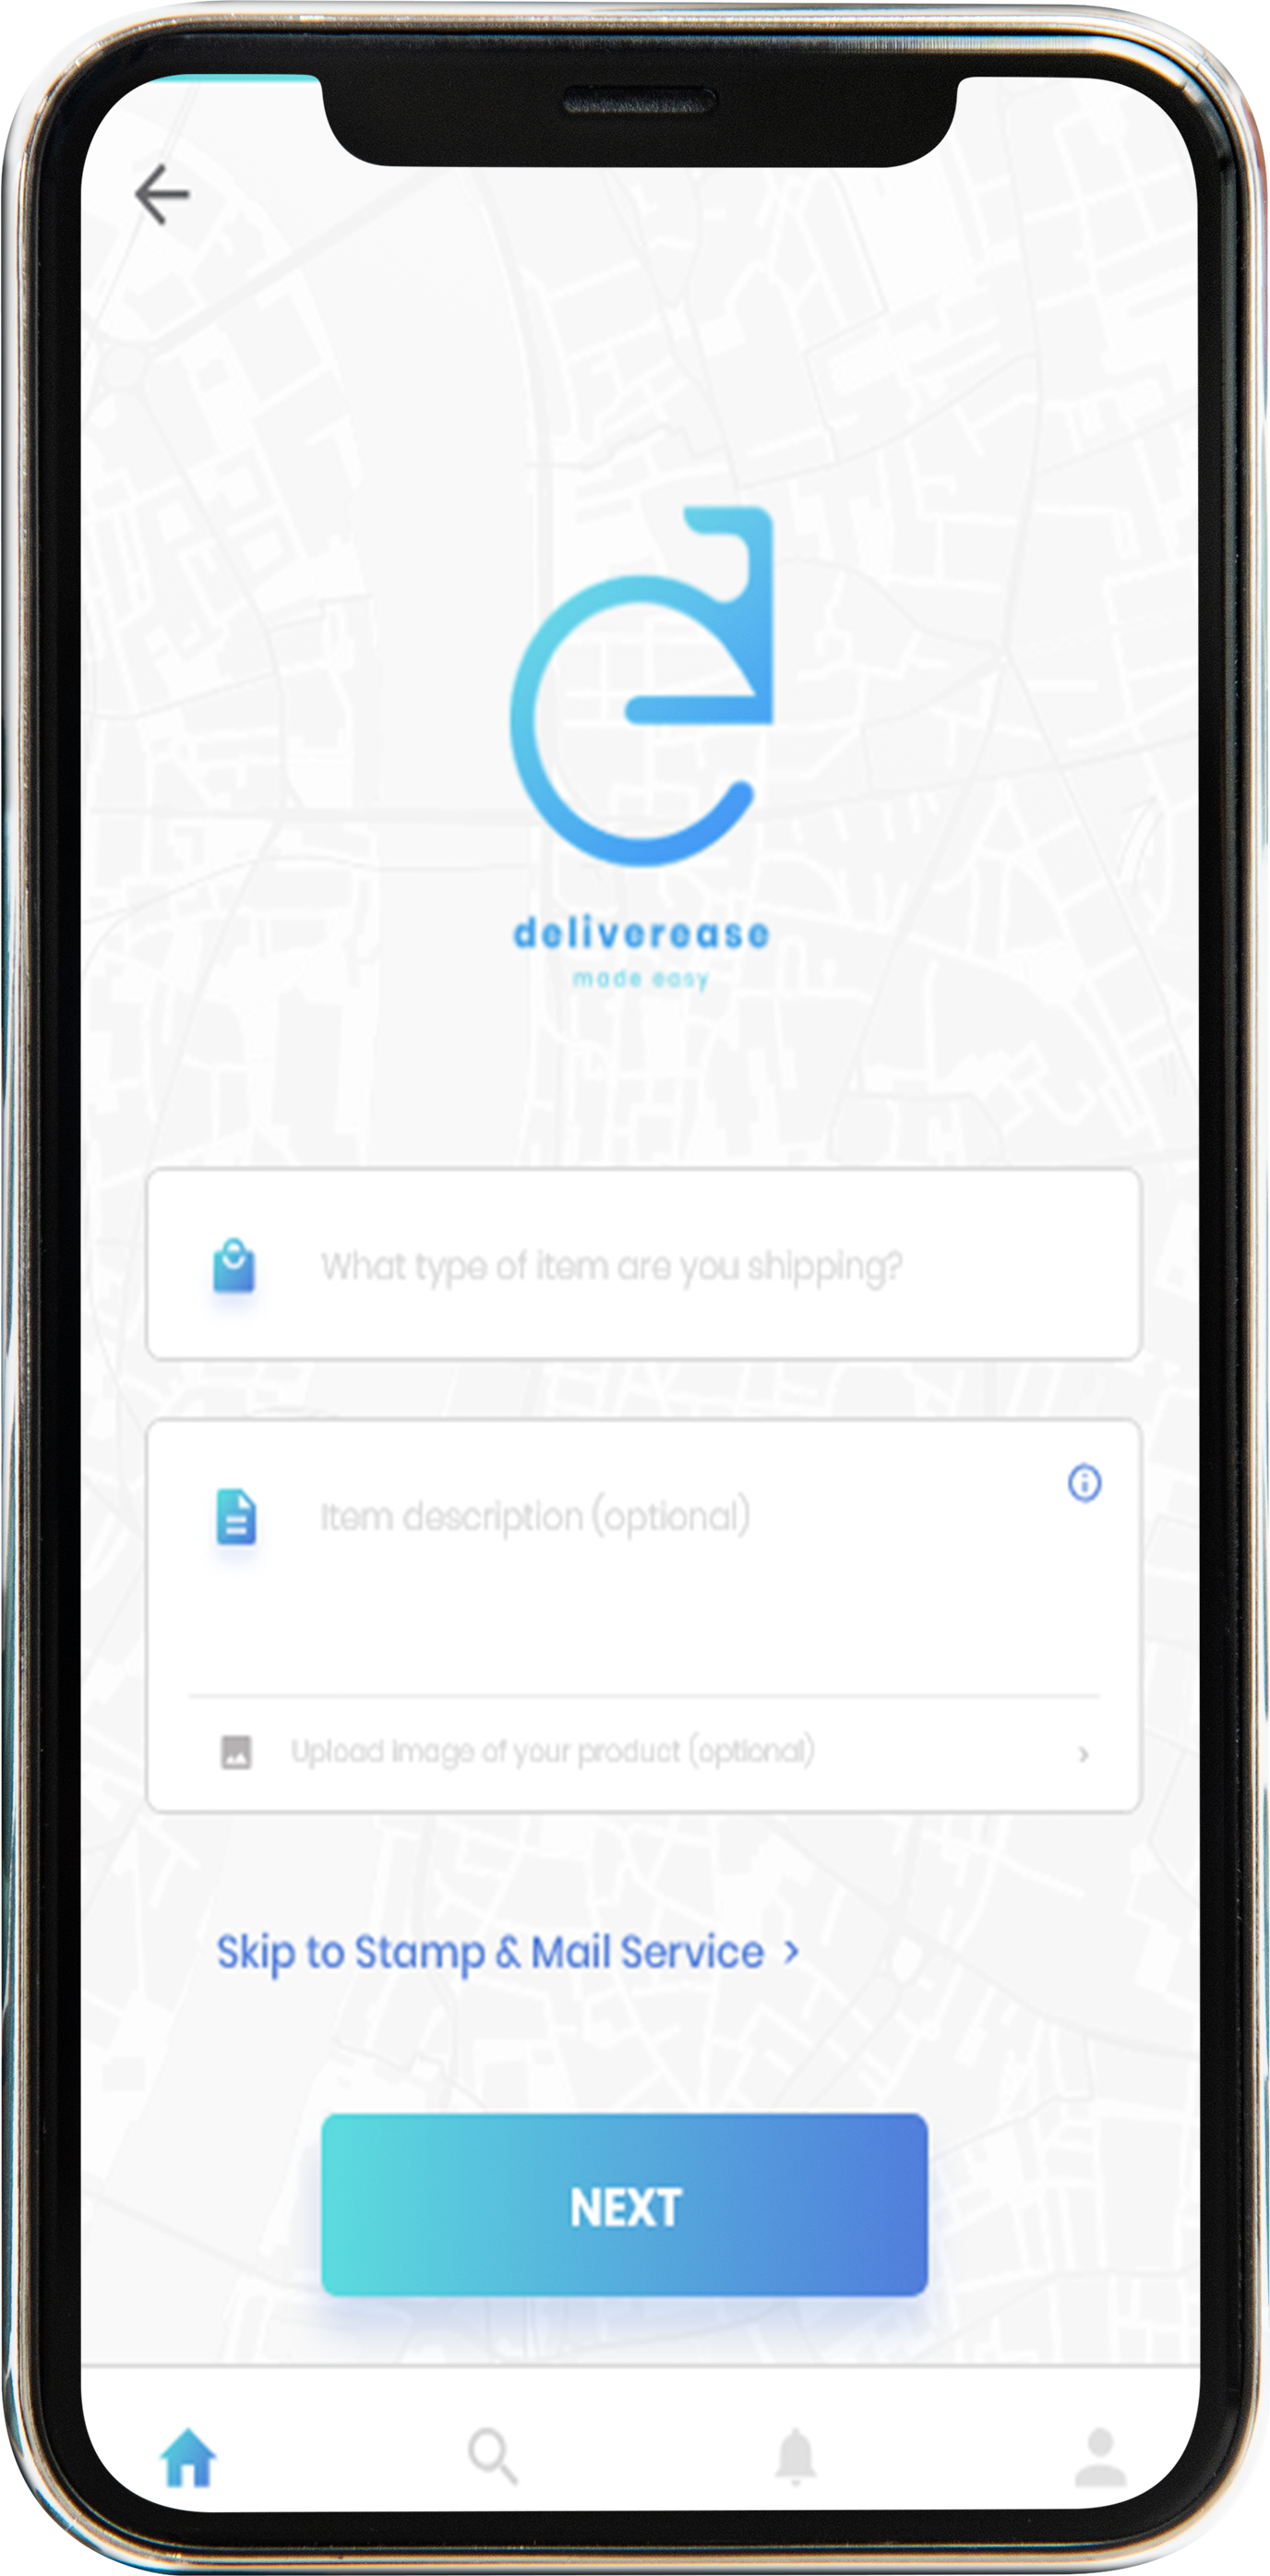 deliverease
made easy
What type of item are you shipping?
Item description (optional)
Upload image of your product (optional)
Skip to Stamp & Mail Service >
NEXT